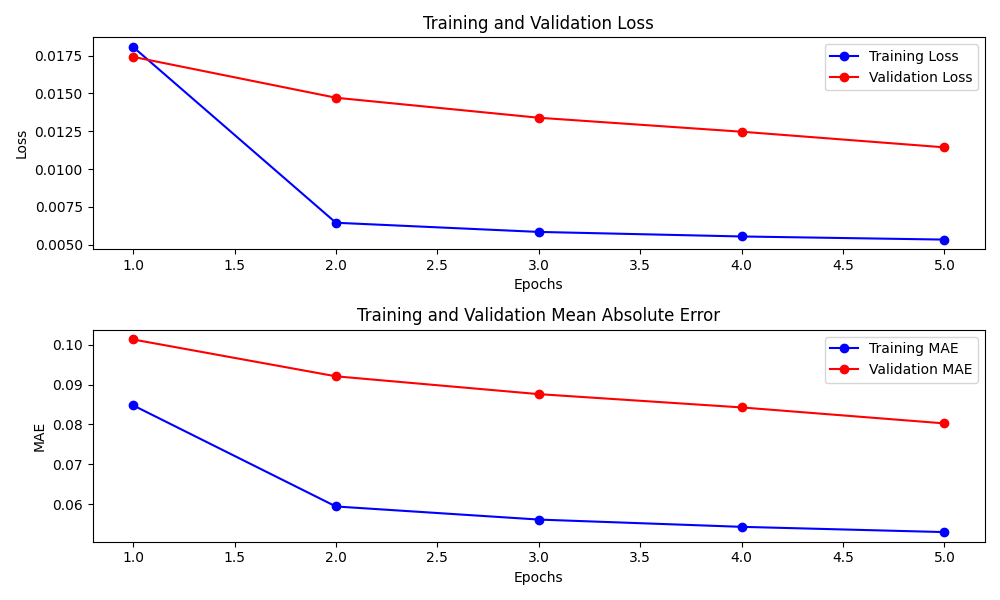 Training and Validation Loss
Training Loss
Validation Loss
0.0175
0.0150
0.0125
0.0100
0.0075
0.0050
Loss
1.0 1.5 2.0 2.5 3.0 3.5 4.0 4.5 5.0
Epochs
Training and Validation Mean Absolute Error
Training MAE
Validation MAE
0.10
0.09
0.08
0.07
0.06
MAE
1.0 1.5 2.0 2.5 3.0 3.5 4.0 4.5 5.0
Epochs